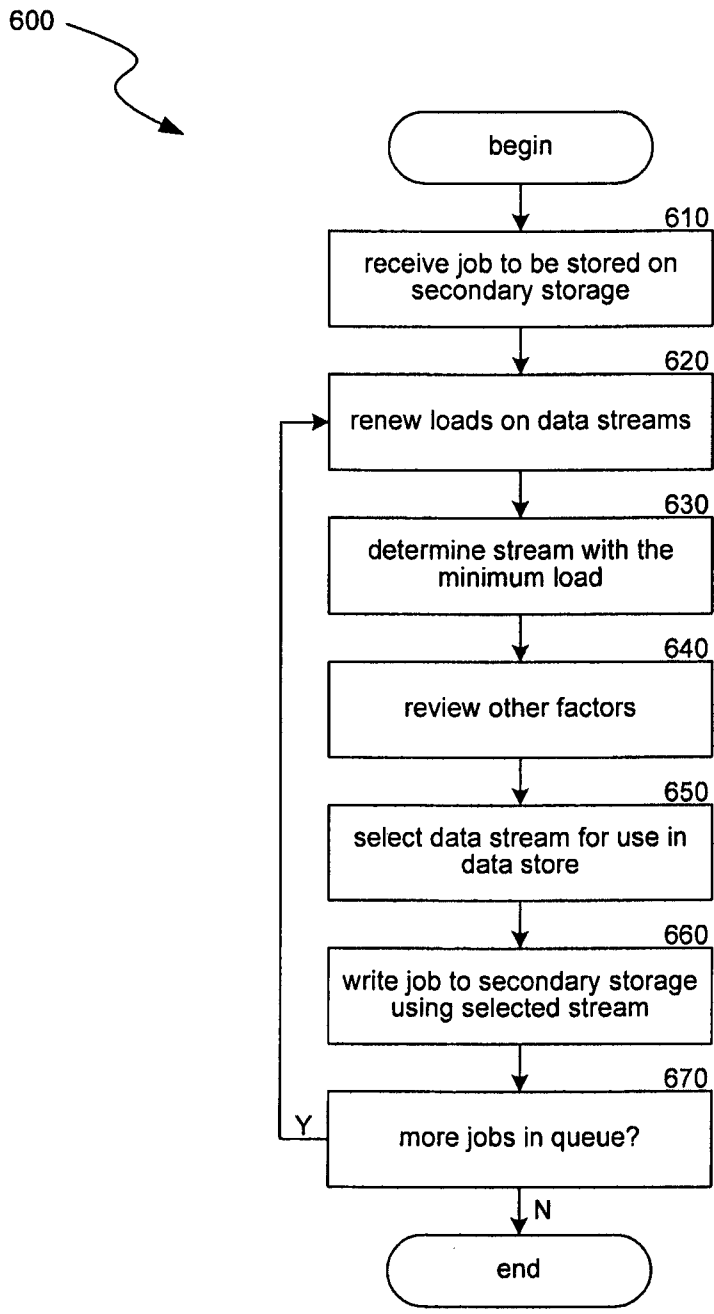 600
begin
610
receive job to be stored on
secondary storage
620
renew loads on data streams
630
determine stream with the
minimum load
640
review other factors
650
select data stream for use in
data store
660
write job to secondary storage
using selected stream
670
Y
more jobs in queue?
N
end